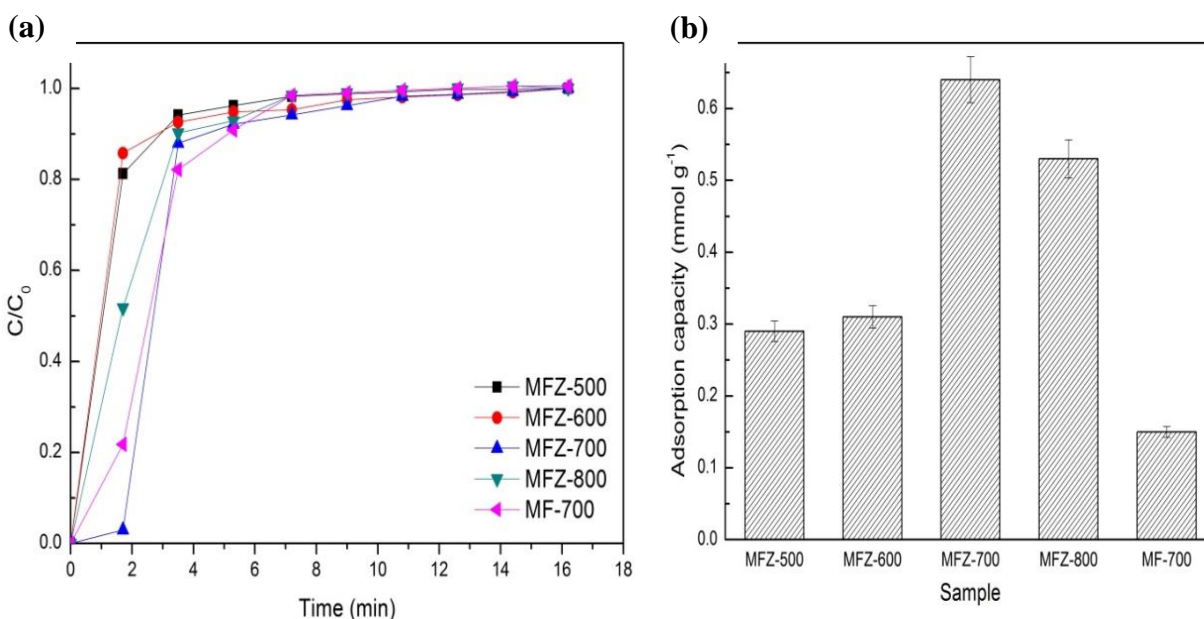 (a)
C/C0
1.0
0.8
0.6
0.4
0.2
0.0
0 2 4 6 8 10 12 14 16 18
Time (min)
MFZ-500
MFZ-600
MFZ-700
MFZ-800
MF-700
(b)
Adsorption capacity (mmol g-1)
0.6
0.5
0.4
0.3
0.2
0.1
0.0
MFZ-500 MFZ-600 MFZ-700 MFZ-800 MF-700
Sample